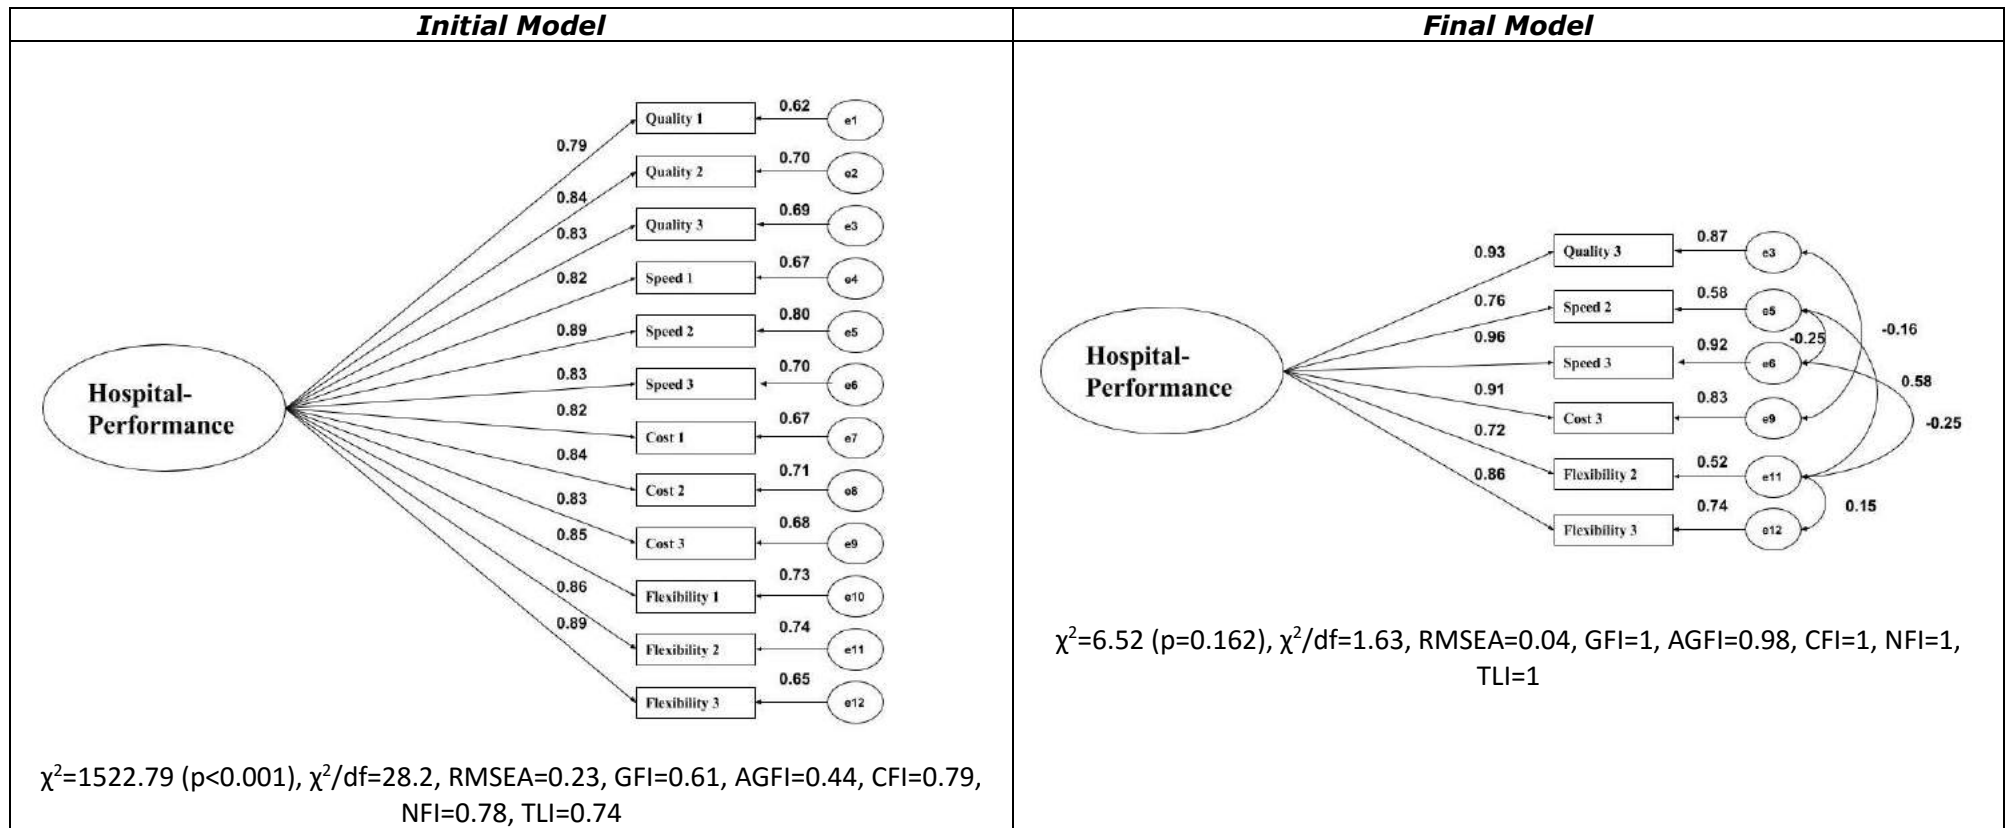 Initial Model
Final Model
Hospital-
Performance
0.79
0.84
0.83
0.82
0.89
0.83
0.82
0.84
0.83
0.85
0.86
0.89
Quality 1
0.62
e1
Quality 2
0.70
e2
Quality 3
0.69
e3
Speed 1
0.67
e4
Speed 2
0.80
e5
Speed 3
0.70
e6
Cost 1
0.67
e7
Cost 2
0.71
e8
Cost 3
0.68
e9
Flexibility 1
0.73
e10
Flexibility 2
0.74
e11
Flexibility 3
0.65
e12
χ²=1522.79 (p<0.001), χ²/df=28.2, RMSEA=0.23, GFI=0.61, AGFI=0.44, CFI=0.79,
NFI=0.78, TLI=0.74
Hospital-
Performance
0.93
0.76
0.96
0.91
0.72
0.86
Quality 3
0.87
e3
Speed 2
0.58
e5
Speed 3
0.92
e6
Cost 3
0.83
e9
Flexibility 2
0.52
e11
Flexibility 3
0.74
e12
-0.16
-0.25
0.58
-0.25
0.15
χ²=6.52 (p=0.162), χ²/df=1.63, RMSEA=0.04, GFI=1, AGFI=0.98, CFI=1, NFI=1,
TLI=1